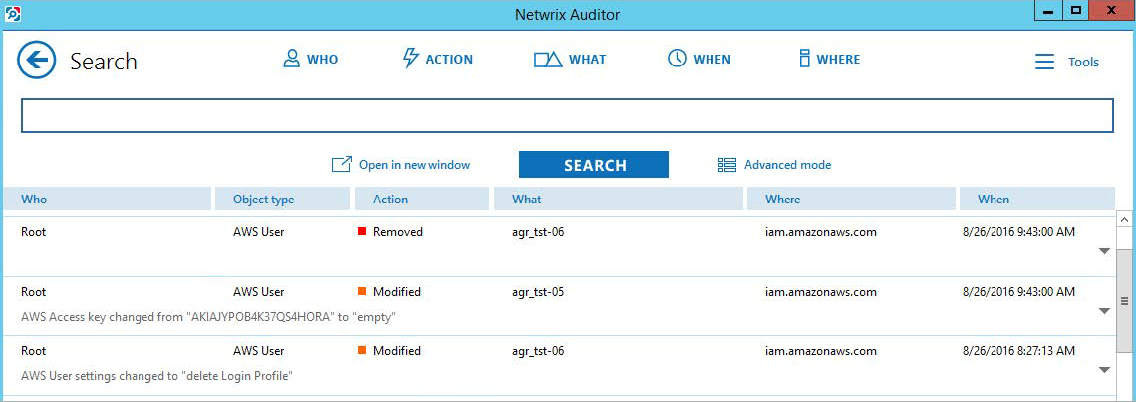 Netwrix Auditor
Search WHO ACTION WHAT WHEN WHERE Tools
Open in new window SEARCH Advanced mode
Who Object type Action What Where When
Root AWS User Removed agr_tst-06 iam.amazonaws.com 8/26/2016 9:43:00 AM
Root AWS User Modified agr_tst-05 iam.amazonaws.com 8/26/2016 9:43:00 AM
AWS Access key changed from "AKIAJYPOB4K37QS4HORA" to "empty"
Root AWS User Modified agr_tst-06 iam.amazonaws.com 8/26/2016 8:27:13 AM
AWS User settings changed to "delete Login Profile"